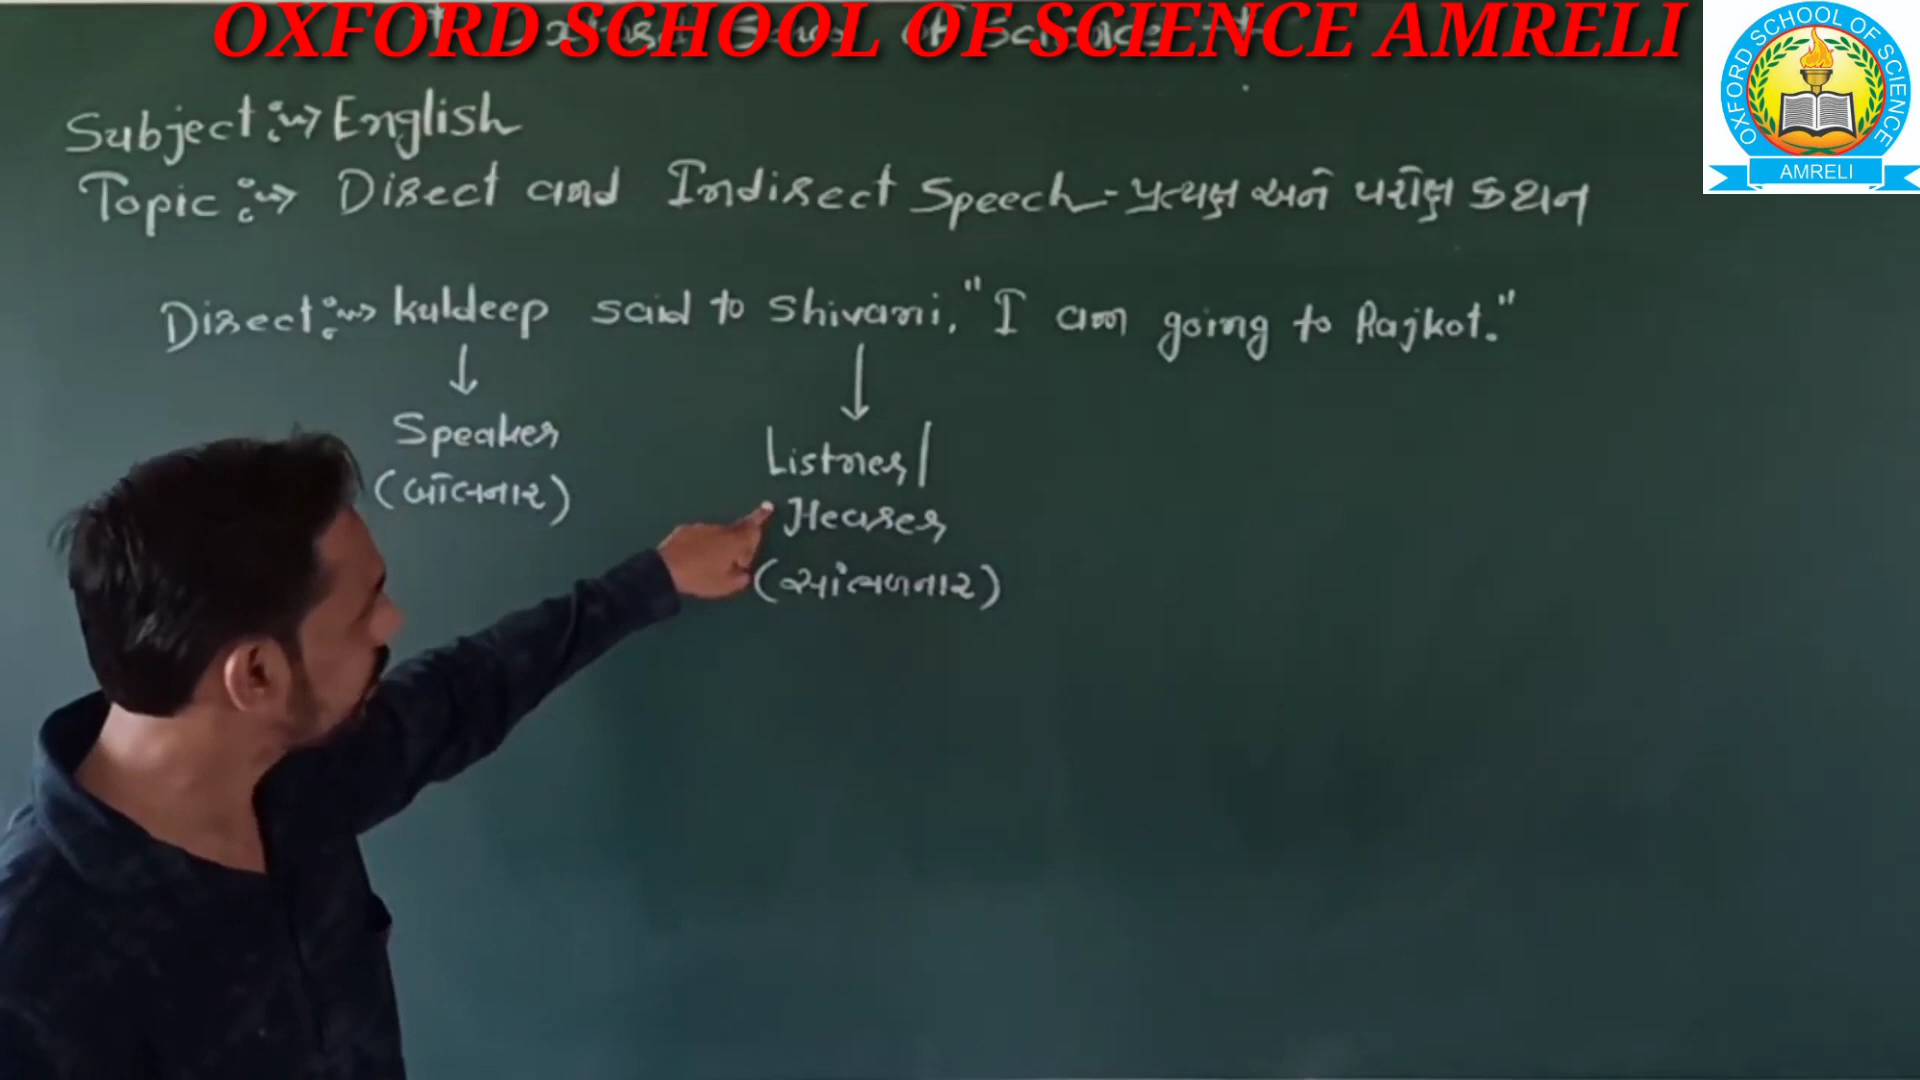 OXFORD SCHOOL OF SCIENCE AMRELI
OXFORD SCHOOL OF SCIENCE
AMRELI
Subject :⇝ English
Topic :⇝ Direct and Indirect Speech - પ્રત્યક્ષ અને પરોક્ષ કથન
Direct :⇝ kuldeep said to Shivani, "I am going to Rajkot."
↓ ↓
Speaker
(બોલનાર)
Listner/
Hearer
(સાંભળનાર)